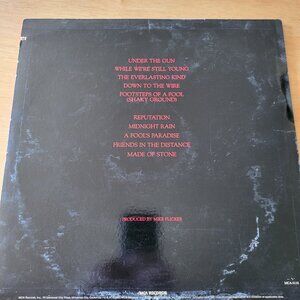 UNDER THE GUN
WHILE WE'RE STILL YOUNG
THE EVERLASTING KIND
DOWN TO THE WIRE
FOOTSTEPS OF A FOOL
(SHAKY GROUND)
REPUTATION
MIDNIGHT RAIN
A FOOL'S PARADISE
FRIENDS IN THE DISTANCE
MADE OF STONE
PRODUCED BY MIKE FLICKER
MCA RECORDS